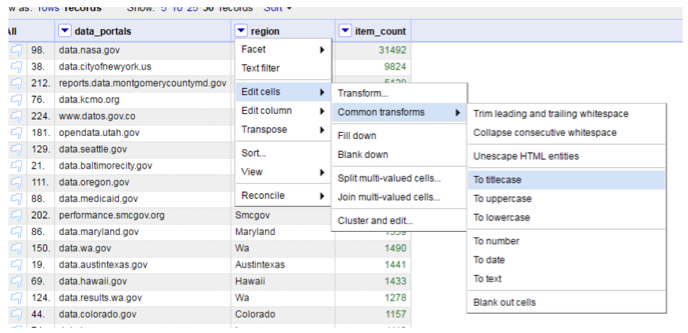 w as: rows records Show: 5 10 25 50 records Sort
All data_portals region item_count
98. data.nasa.gov 31492
38. data.cityofnewyork.us 9824
212. reports.data.montgomerycountymd.gov
76. data.kcmo.org
224. www.datos.gov.co
181. opendata.utah.gov
129. data.seattle.gov
21. data.baltimorecity.gov
111. data.oregon.gov
88. data.medicaid.gov
202. performance.smcgov.org Smcgov
86. data.maryland.gov Maryland
150. data.wa.gov Wa 1490
19. data.austintexas.gov Austintexas 1441
69. data.hawaii.gov Hawaii 1433
124. data.results.wa.gov Wa 1278
44. data.colorado.gov Colorado 1157
Facet
Text filter
Edit cells
Edit column
Transpose
Sort...
View
Reconcile
Transform...
Common transforms
Fill down
Blank down
Split multi-valued cells...
Join multi-valued cells...
Cluster and edit...
Trim leading and trailing whitespace
Collapse consecutive whitespace
Unescape HTML entities
To titlecase
To uppercase
To lowercase
To number
To date
To text
Blank out cells